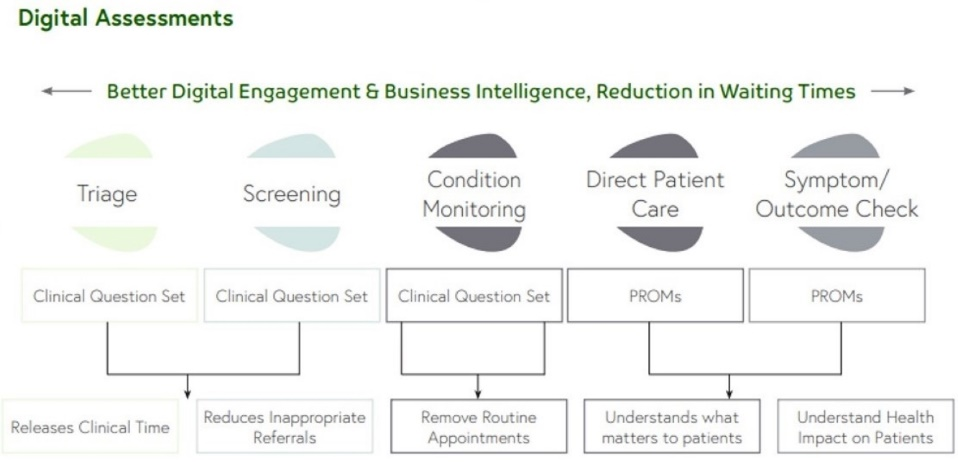 Digital Assessments
Better Digital Engagement & Business Intelligence, Reduction in Waiting Times
Triage
Screening
Condition
Monitoring
Direct Patient
Care
Symptom/
Outcome Check
Clinical Question Set
Clinical Question Set
Clinical Question Set
PROMs
PROMs
Releases Clinical Time
Reduces Inappropriate
Referrals
Remove Routine
Appointments
Understands what
matters to patients
Understand Health
Impact on Patients